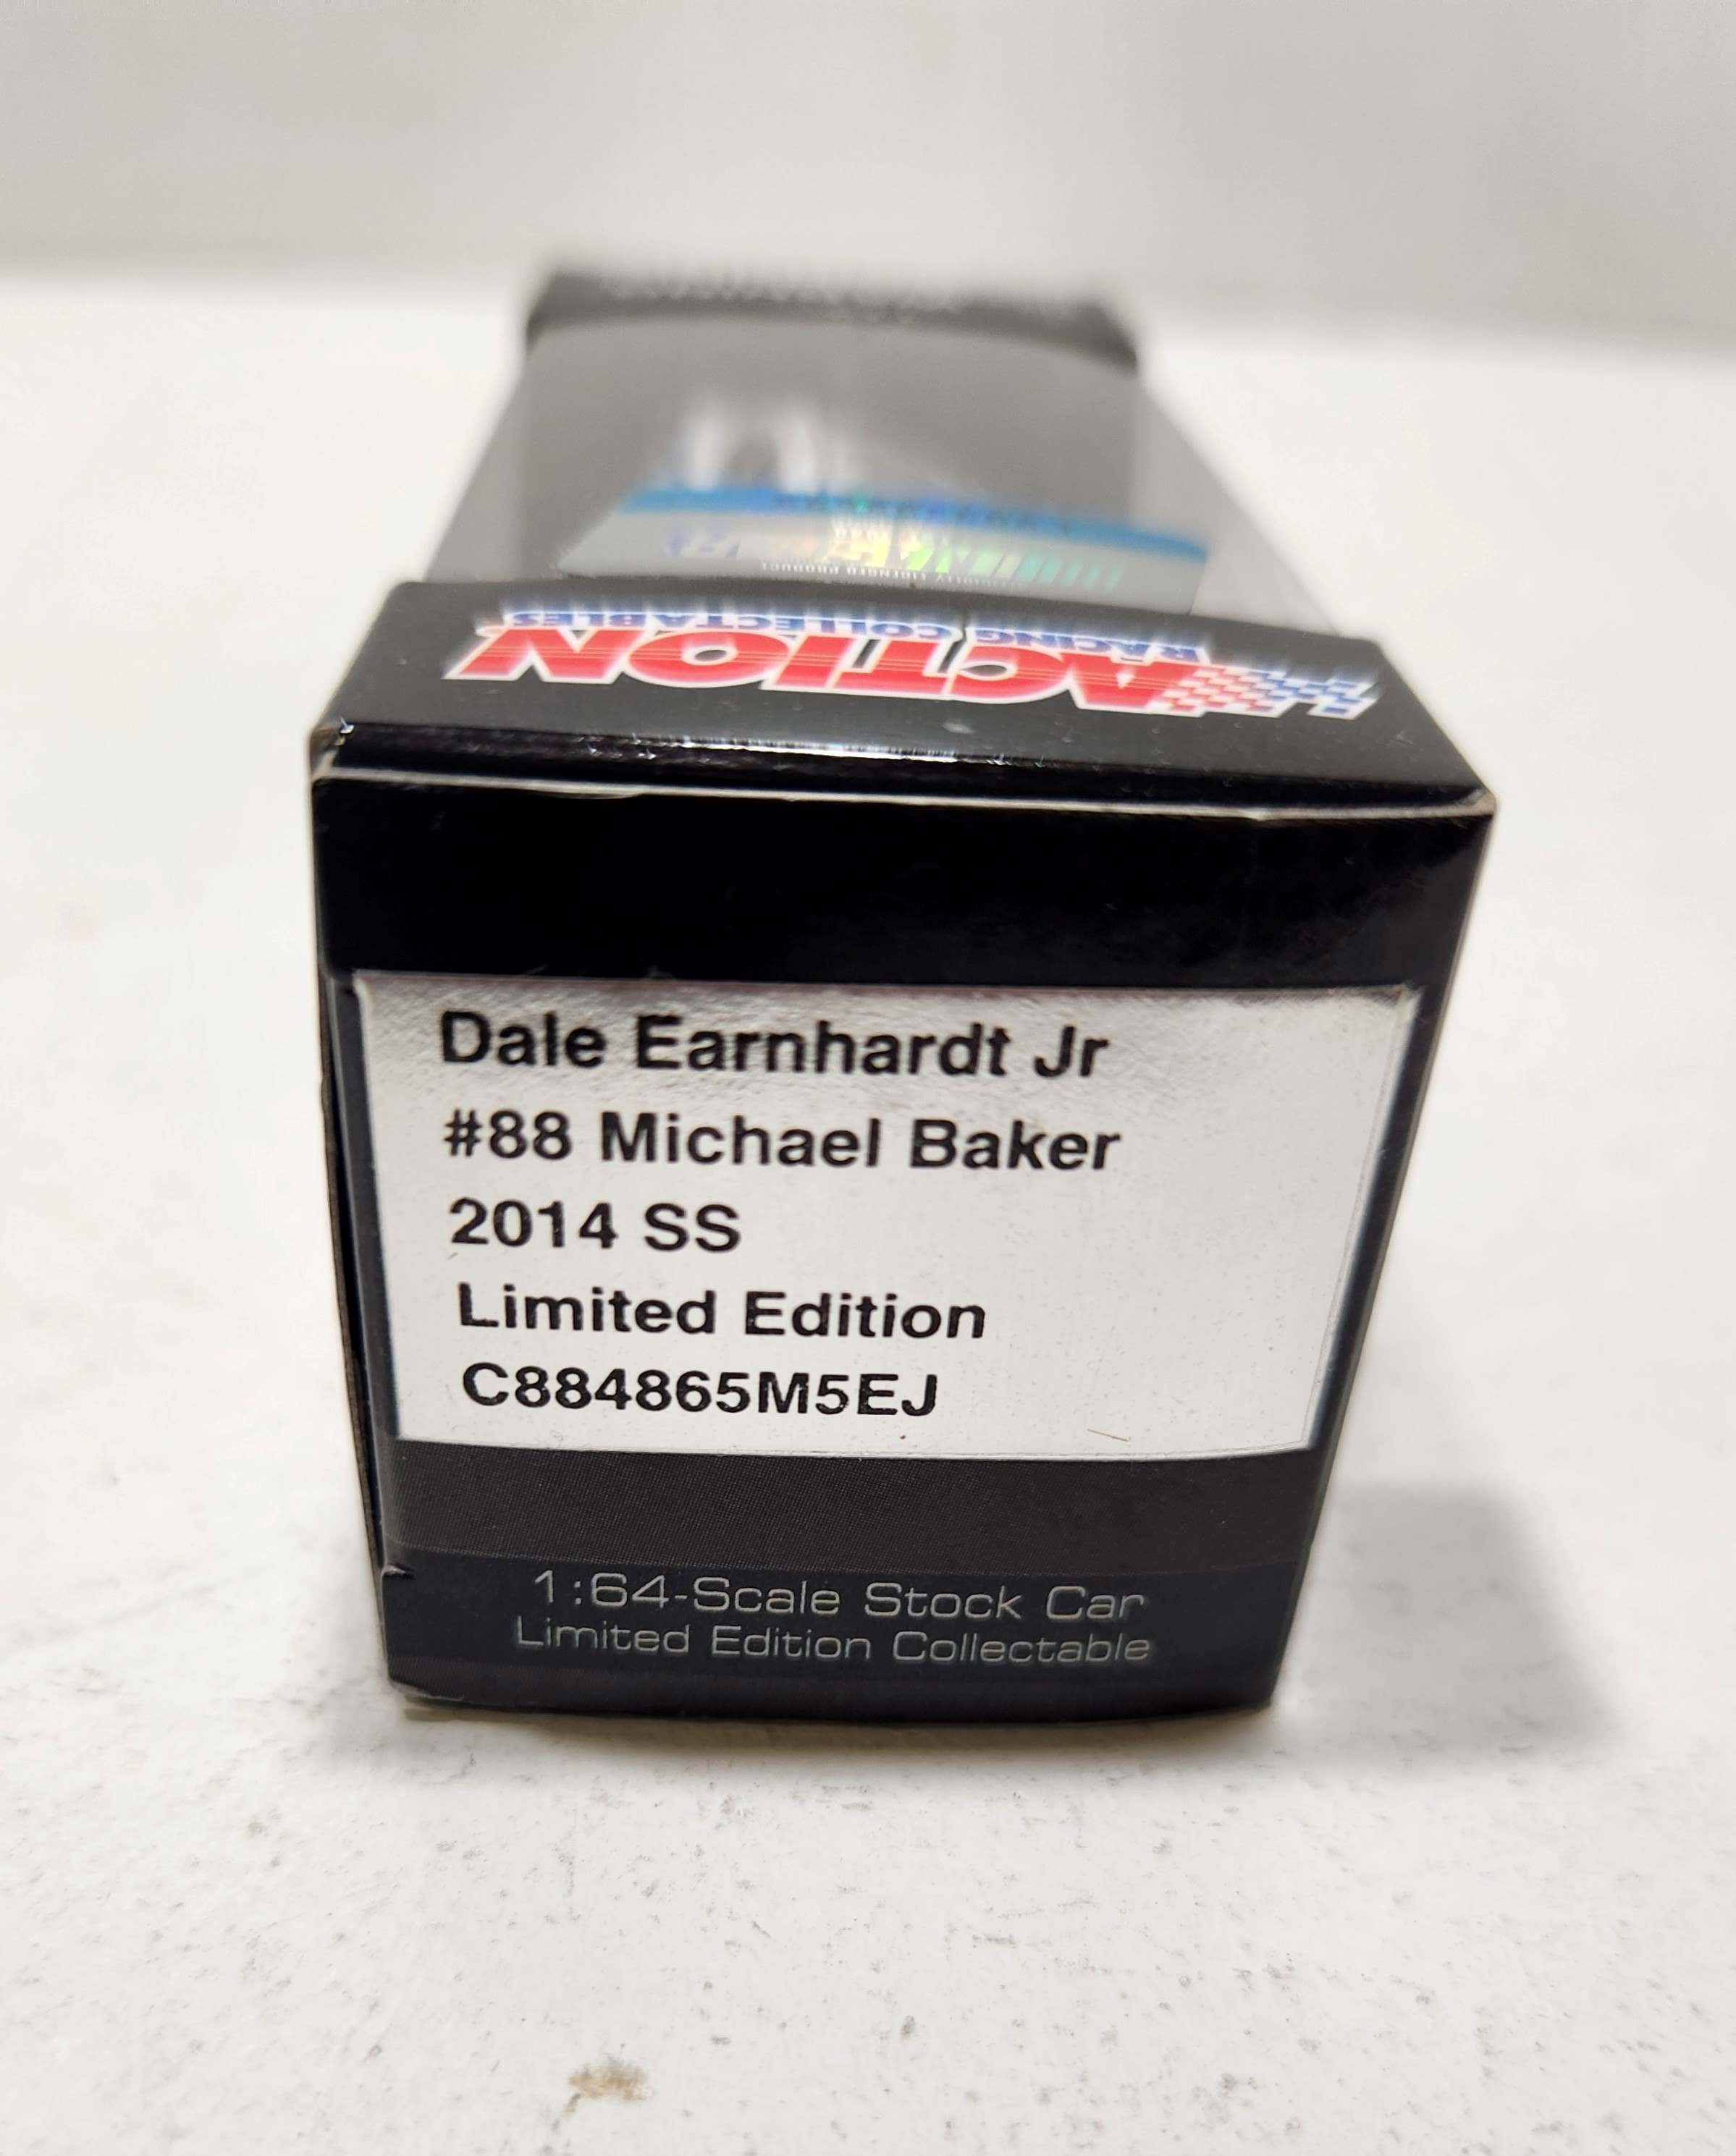 ACTION
RACING COLLECTABLES
Dale Earnhardt Jr
#88 Michael Baker
2014 SS
Limited Edition
C884865M5EJ
1:64-Scale Stock Car
Limited Edition Collectable